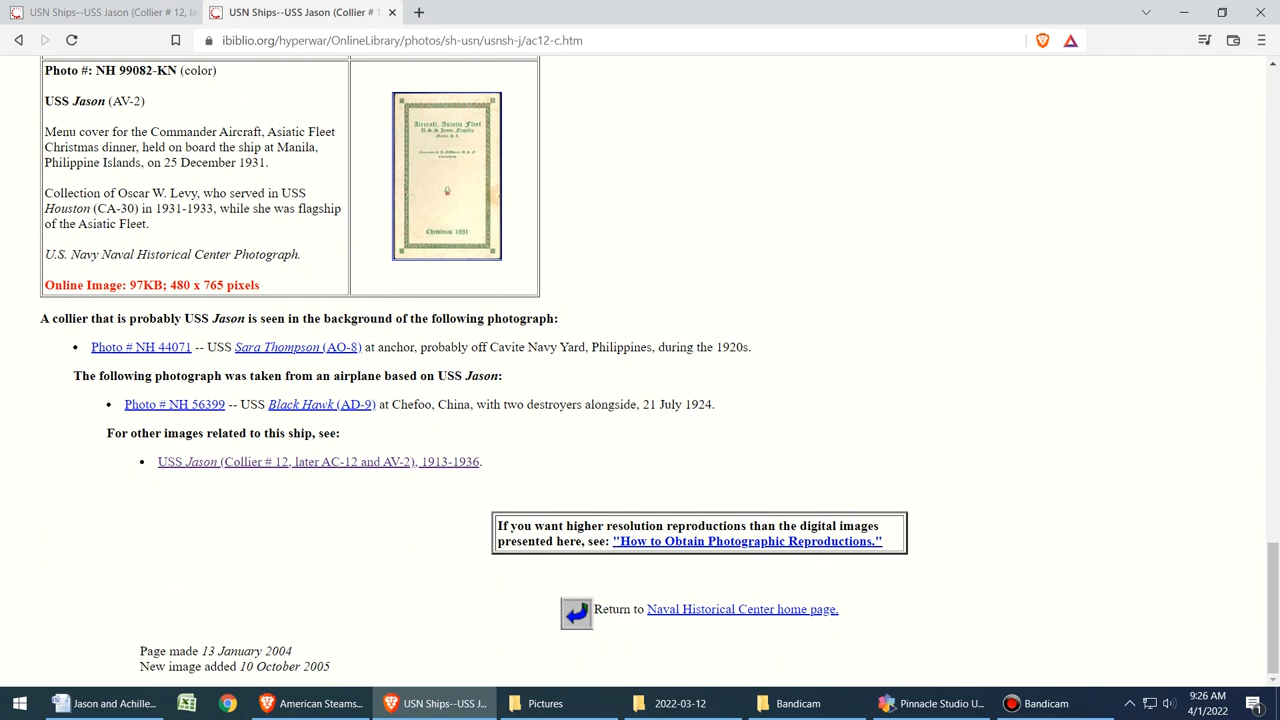 USN Ships--USS Jason (Collier # 12, la
USN Ships--USS Jason (Collier # 1
ibiblio.org/hyperwar/OnlineLibrary/photos/sh-usn/usnsh-j/ac12-c.htm
Photo #: NH 99082-KN (color)
USS Jason (AV-2)
Menu cover for the Commander Aircraft, Asiatic Fleet
Christmas dinner, held on board the ship at Manila,
Philippine Islands, on 25 December 1931.
Collection of Oscar W. Levy, who served in USS
Houston (CA-30) in 1931-1933, while she was flagship
of the Asiatic Fleet.
U.S. Navy Naval Historical Center Photograph.
Online Image: 97KB; 480 x 765 pixels
Aircraft, Asiatic Fleet
U.S.S. Jason, Flagship
Manila P. I.
Christmas 1931
A collier that is probably USS Jason is seen in the background of the following photograph:
Photo # NH 44071 -- USS Sara Thompson (AO-8) at anchor, probably off Cavite Navy Yard, Philippines, during the 1920s.
The following photograph was taken from an airplane based on USS Jason:
Photo # NH 56399 -- USS Black Hawk (AD-9) at Chefoo, China, with two destroyers alongside, 21 July 1924.
For other images related to this ship, see:
USS Jason (Collier # 12, later AC-12 and AV-2), 1913-1936.
If you want higher resolution reproductions than the digital images
presented here, see: "How to Obtain Photographic Reproductions."
Return to Naval Historical Center home page.
Page made 13 January 2004
New image added 10 October 2005
Jason and Achille...
American Steams...
USN Ships--USS J...
Pictures
2022-03-12
Bandicam
Pinnacle Studio U...
Bandicam
9:26 AM
4/1/2022
1